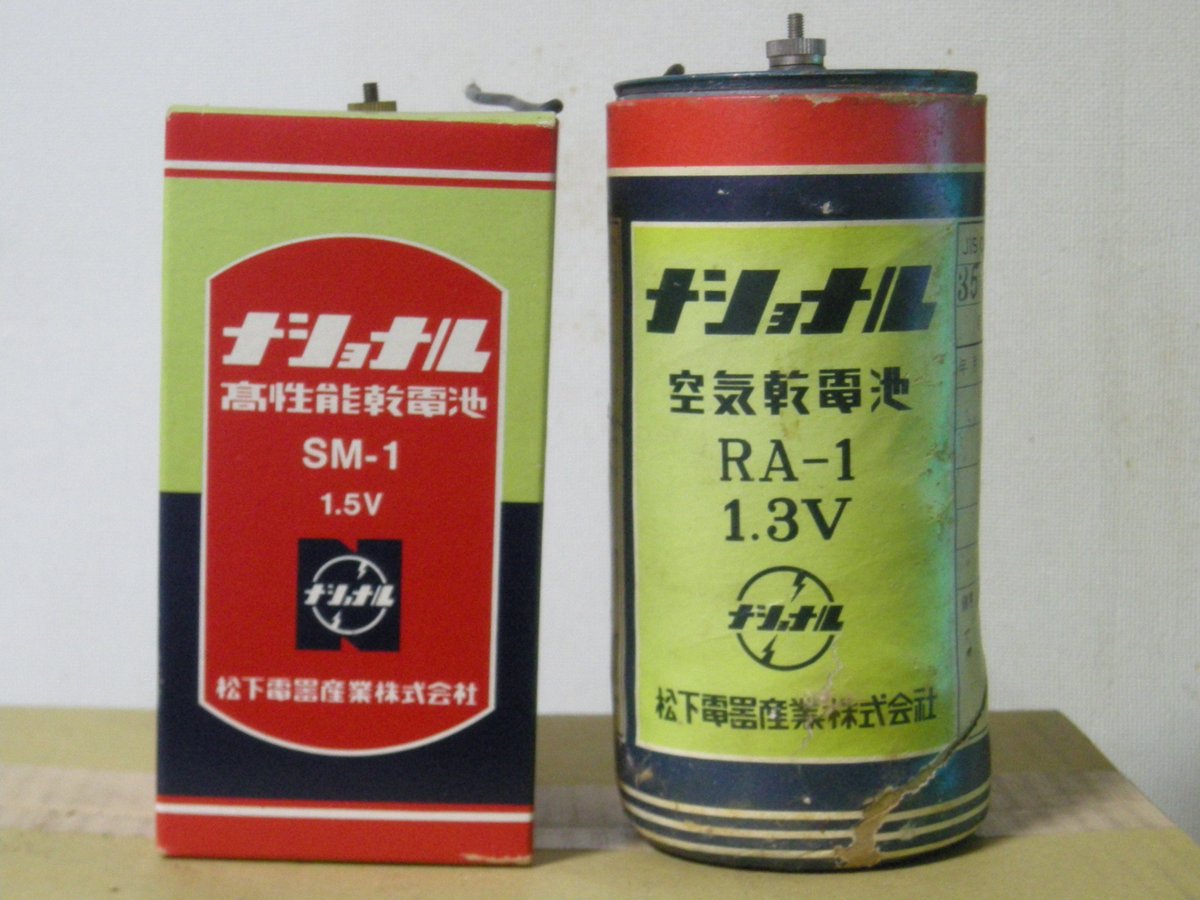 ナショナル
高性能乾電池
SM-1
1.5V
ナショナル
松下電器産業株式会社
ナショナル
空気乾電池
RA-1
1.3V
ナショナル
松下電器産業株式会社
JIS
35